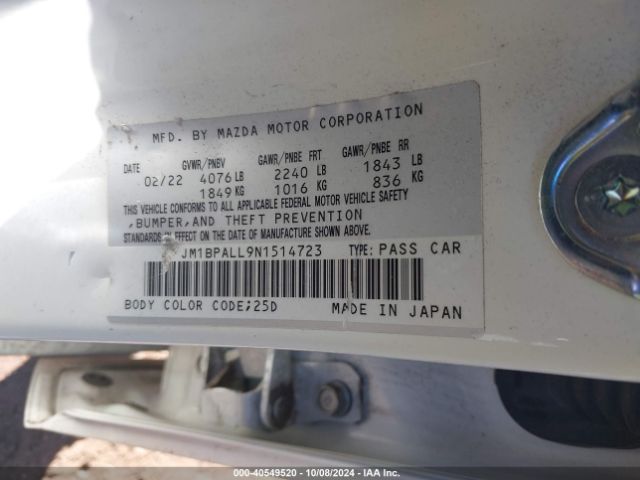 MFD. BY MAZDA MOTOR CORPORATION
DATE GVWR/PNBV GAWR/PNBE FRT GAWR/PNBE RR
02/22 4076 LB 2240 LB 1843 LB
1849 KG 1016 KG 836 KG
THIS VEHICLE CONFORMS TO ALL APPLICABLE FEDERAL MOTOR VEHICLE SAFETY
,BUMPER,AND THEFT PREVENTION
STANDARDS IN EFFECT ON THE DATE OF MANUFACTURE SHOWN ABOVE.
JM1BPALL9N1514723 TYPE: PASS CAR
BODY COLOR CODE;25D MADE IN JAPAN
000-40549520 - 10/08/2024 - IAA Inc.